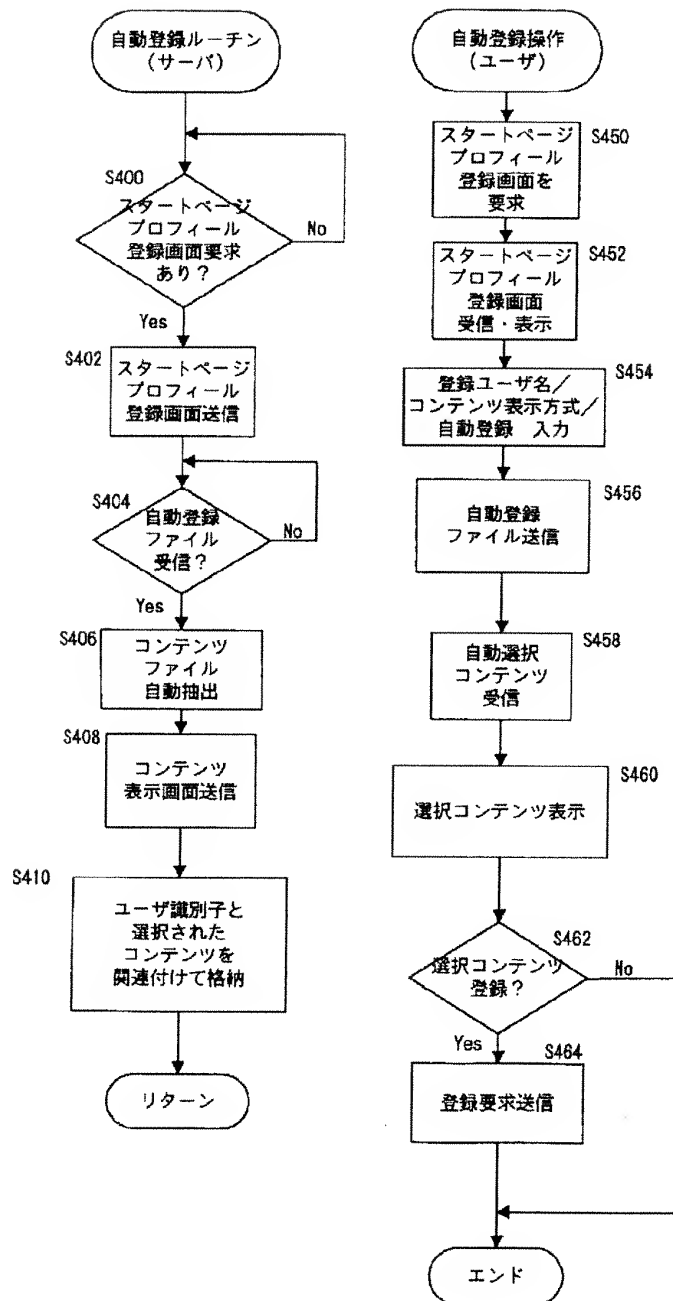 自動登録ルーチン
(サーバ)
S400
スタートページ
プロフィール
登録画面要求
あり?
No
Yes
S402
スタートページ
プロフィール
登録画面送信
S404
自動登録
ファイル
受信?
No
Yes
S406
コンテンツ
ファイル
自動抽出
S408
コンテンツ
表示画面送信
S410
ユーザ識別子と
選択された
コンテンツを
関連付けて格納
リターン
自動登録操作
(ユーザ)
S450
スタートページ
プロフィール
登録画面を
要求
S452
スタートページ
プロフィール
登録画面
受信・表示
S454
登録ユーザ名/
コンテンツ表示方式/
自動登録 入力
S456
自動登録
ファイル送信
S458
自動選択
コンテンツ
受信
S460
選択コンテンツ表示
S462
選択コンテンツ
登録?
No
Yes
S464
登録要求送信
エンド